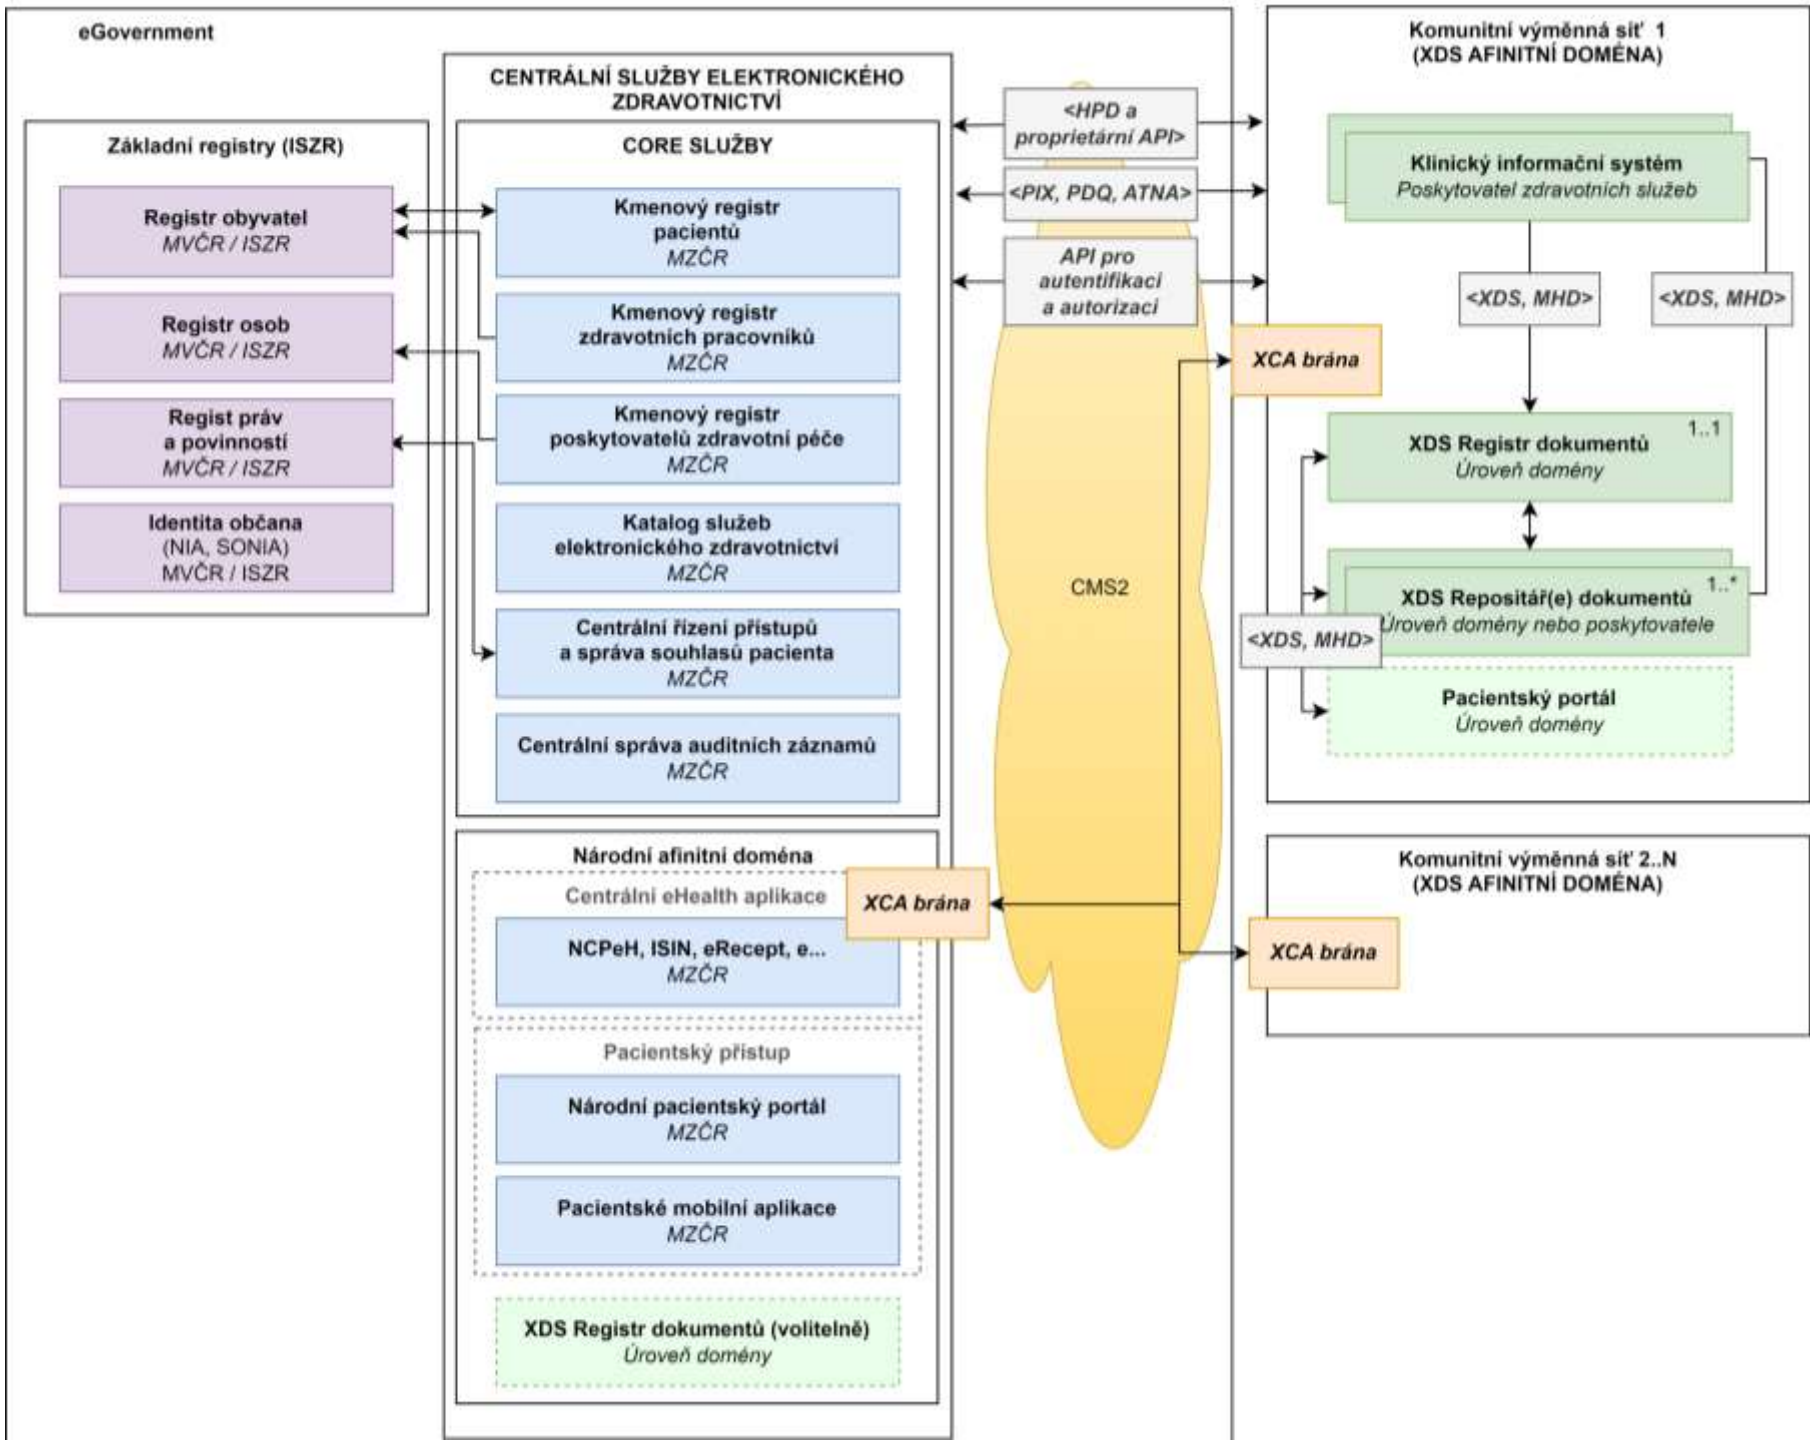 eGovernment
Základní registry (ISZR)
Registr obyvatel
MVČR / ISZR
Registr osob
MVČR / ISZR
Regist práv
a povinností
MVČR / ISZR
Identita občana
(NIA, SONIA)
MVČR / ISZR
CENTRÁLNÍ SLUŽBY ELEKTRONICKÉHO
ZDRAVOTNICTVÍ
CORE SLUŽBY
Kmenový registr
pacientů
MZČR
Kmenový registr
zdravotních pracovníků
MZČR
Kmenový registr
poskytovatelů zdravotní péče
MZČR
Katalog služeb
elektronického zdravotnictví
MZČR
Centrální řízení přístupů
a správa souhlasů pacienta
MZČR
Centrální správa auditních záznamů
MZČR
Národní afinitní doména
Centrální eHealth aplikace
XCA brána
NCPeH, ISIN, eRecept, e...
MZČR
Pacientský přístup
Národní pacientský portál
MZČR
Pacientské mobilní aplikace
MZČR
XDS Registr dokumentů (volitelně)
Úroveň domény
<HPD a
proprietární API>
<PIX, PDQ, ATNA>
API pro
autentifikaci
a autorizaci
CMS2
Komunitní výměnná síť 1
(XDS AFINITNÍ DOMÉNA)
Klinický informační systém
Poskytovatel zdravotních služeb
<XDS, MHD>
<XDS, MHD>
XCA brána
1..1
XDS Registr dokumentů
Úroveň domény
1..*
XDS Repositář(e) dokumentů
Úroveň domény nebo poskytovatele
<XDS, MHD>
Pacientský portál
Úroveň domény
Komunitní výměnná síť 2..N
(XDS AFINITNÍ DOMÉNA)
XCA brána